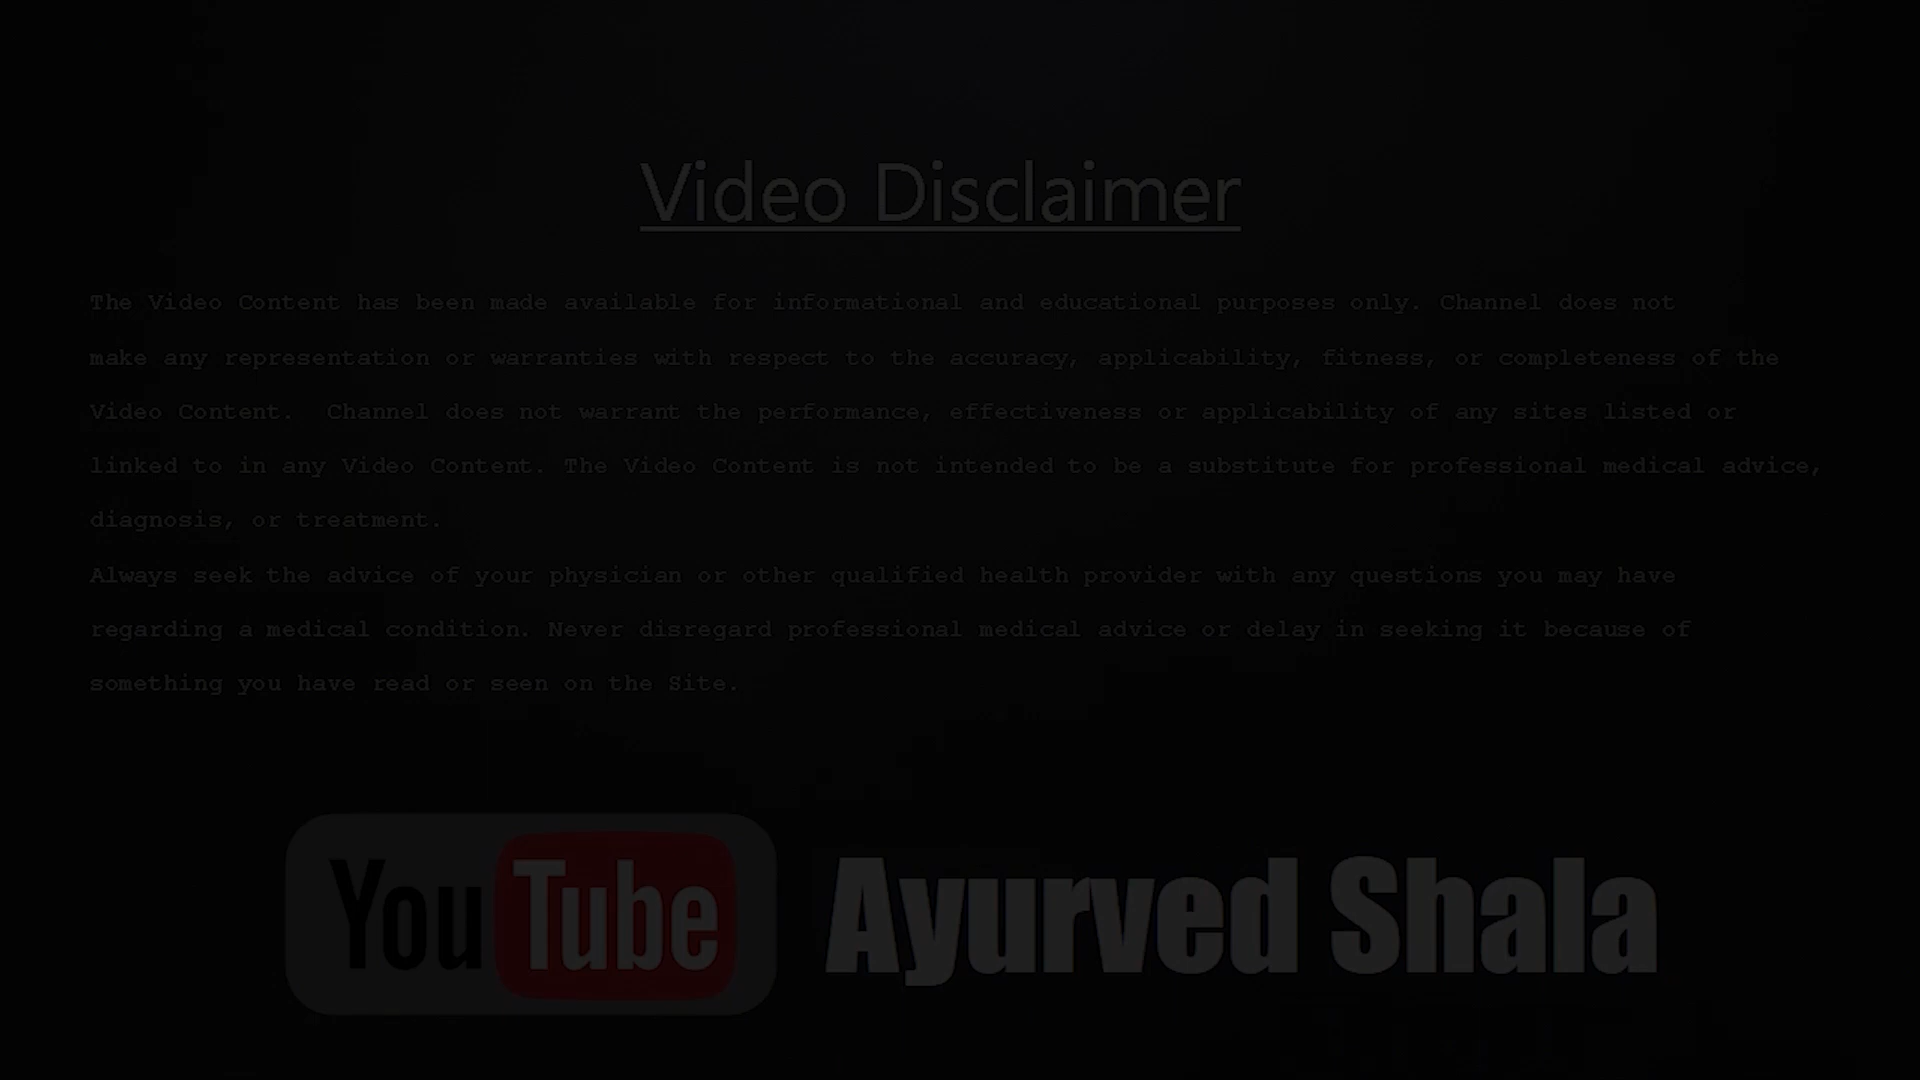 Video Disclaimer
The Video Content has been made available for informational and educational purposes only. Channel does not
make any representation or warranties with respect to the accuracy, applicability, fitness, or completeness of the
Video Content.  Channel does not warrant the performance, effectiveness or applicability of any sites listed or
linked to in any Video Content. The Video Content is not intended to be a substitute for professional medical advice,
diagnosis, or treatment.
Always seek the advice of your physician or other qualified health provider with any questions you may have
regarding a medical condition. Never disregard professional medical advice or delay in seeking it because of
something you have read or seen on the Site.
YouTube Ayurved Shala